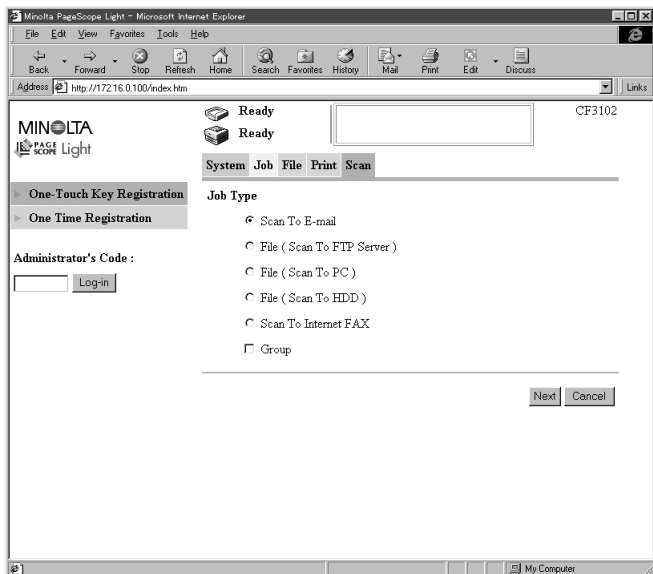 Minolta PageScope Light - Microsoft Internet Explorer
File Edit View Favorites Tools Help
Back Forward Stop Refresh Home Search Favorites History Mail Print Edit Discuss
Address http://172.16.0.100/index.htm Links
MINOLTA
PAGE SCOPE Light
Ready
Ready
CF3102
System Job File Print Scan
One-Touch Key Registration
One Time Registration
Administrator's Code :
Log-in
Job Type
Scan To E-mail
File ( Scan To FTP Server )
File ( Scan To PC )
File ( Scan To HDD )
Scan To Internet FAX
Group
Next Cancel
My Computer